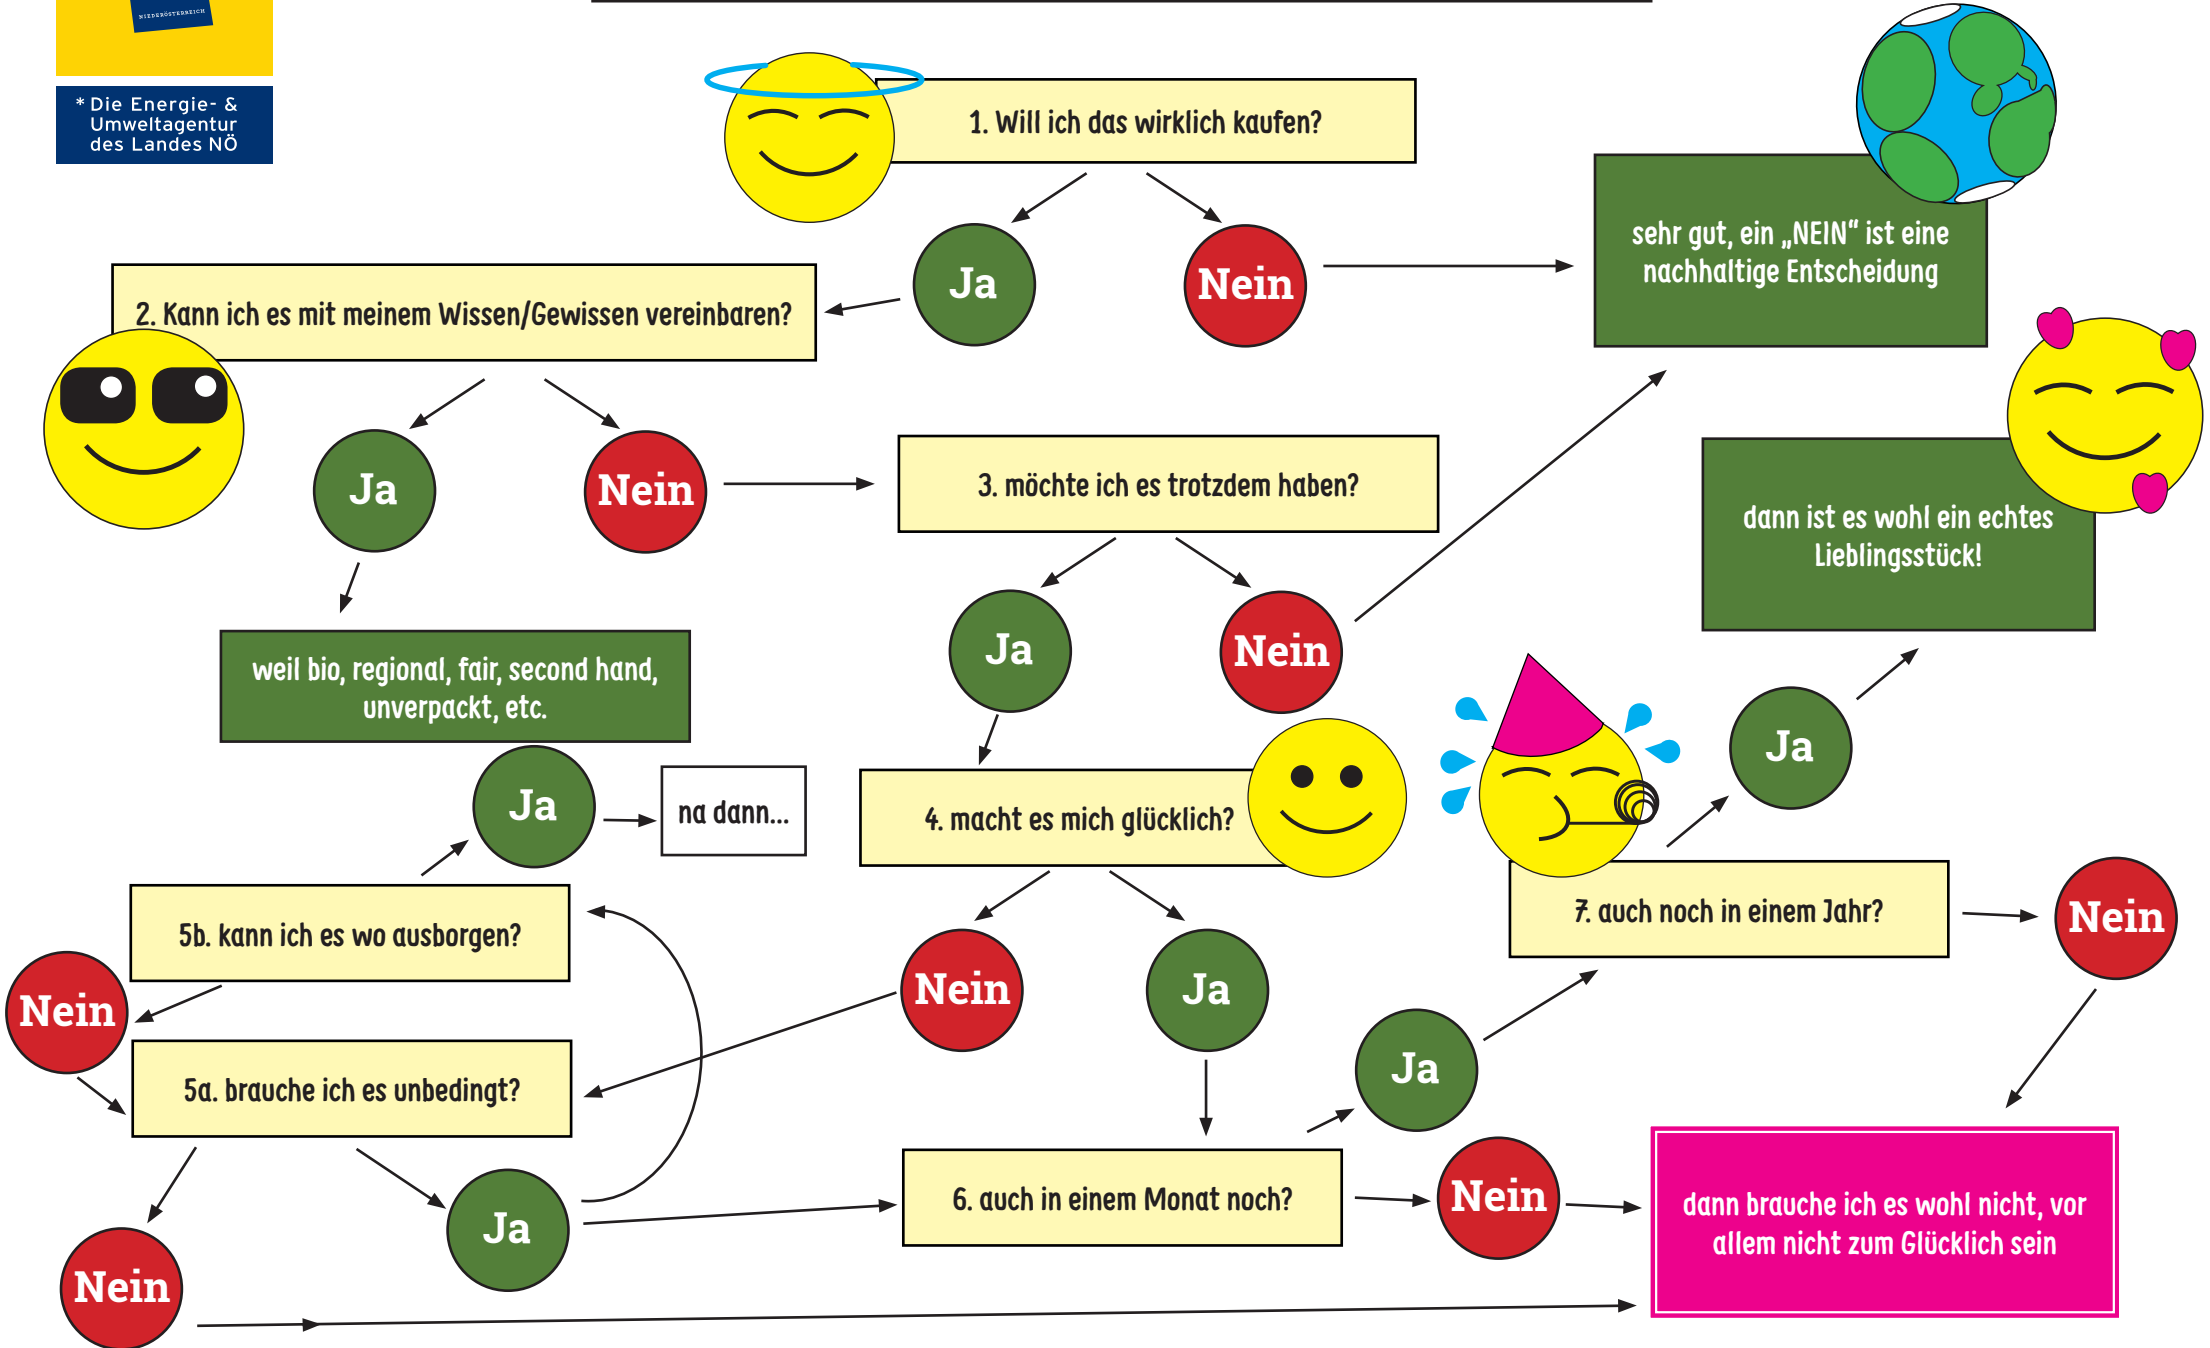 NIEDERÖSTERREICH
* Die Energie- &
Umweltagentur
des Landes NÖ
1. Will ich das wirklich kaufen?
Ja
Nein
sehr gut, ein „NEIN“ ist eine
nachhaltige Entscheidung
2. Kann ich es mit meinem Wissen/Gewissen vereinbaren?
Ja
Nein
3. möchte ich es trotzdem haben?
dann ist es wohl ein echtes
Lieblingsstück!
Ja
Nein
weil bio, regional, fair, second hand,
unverpackt, etc.
Ja
Ja
na dann...
4. macht es mich glücklich?
7. auch noch in einem Jahr?
Nein
5b. kann ich es wo ausborgen?
Nein
Nein
Ja
Ja
5a. brauche ich es unbedingt?
6. auch in einem Monat noch?
Nein
dann brauche ich es wohl nicht, vor
allem nicht zum Glücklich sein
Ja
Nein